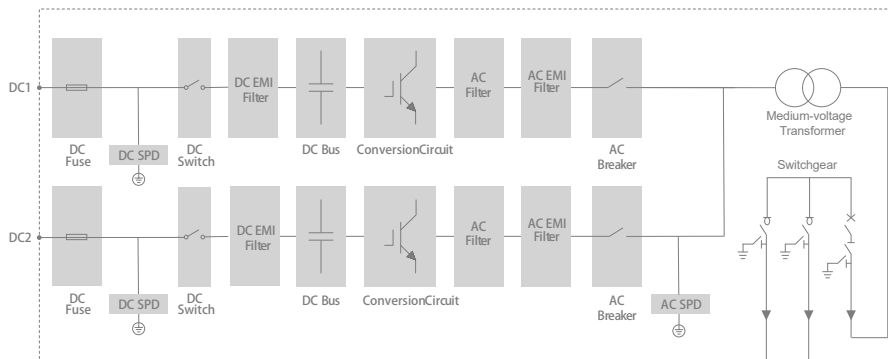 DC1
DC
Fuse
DC SPD
DC
Switch
DC EMI
Filter
DC Bus
ConversionCircuit
AC
Filter
AC EMI
Filter
AC
Breaker
Medium-voltage
Transformer
Switchgear
DC2
DC
Fuse
DC SPD
DC
Switch
DC EMI
Filter
DC Bus
ConversionCircuit
AC
Filter
AC EMI
Filter
AC
Breaker
AC SPD